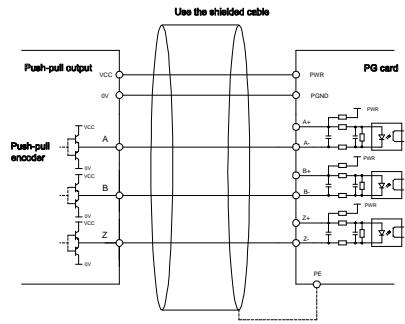 Use the shielded cable
Push-pull output
VCC
PWR
PG card
0V
PGND
PWR
VCC
A
A+
A-
Push-pull
encoder
0V
VCC
B
PWR
B+
B-
0V
VCC
Z
PWR
Z+
Z-
0V
PE